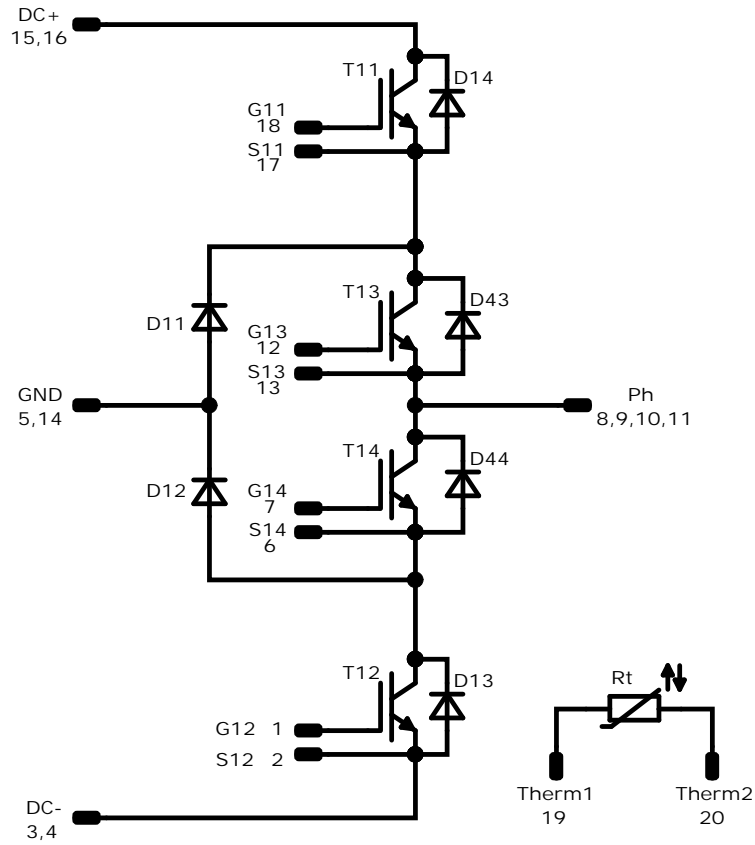 DC+
15,16
T11
D14
G11
18
S11
17
T13
D43
D11
G13
12
S13
13
GND
5,14
Ph
8,9,10,11
T14
D44
D12
G14
7
S14
6
T12
D13
Rt
G12 1
S12 2
DC-
3,4
Therm1
19
Therm2
20